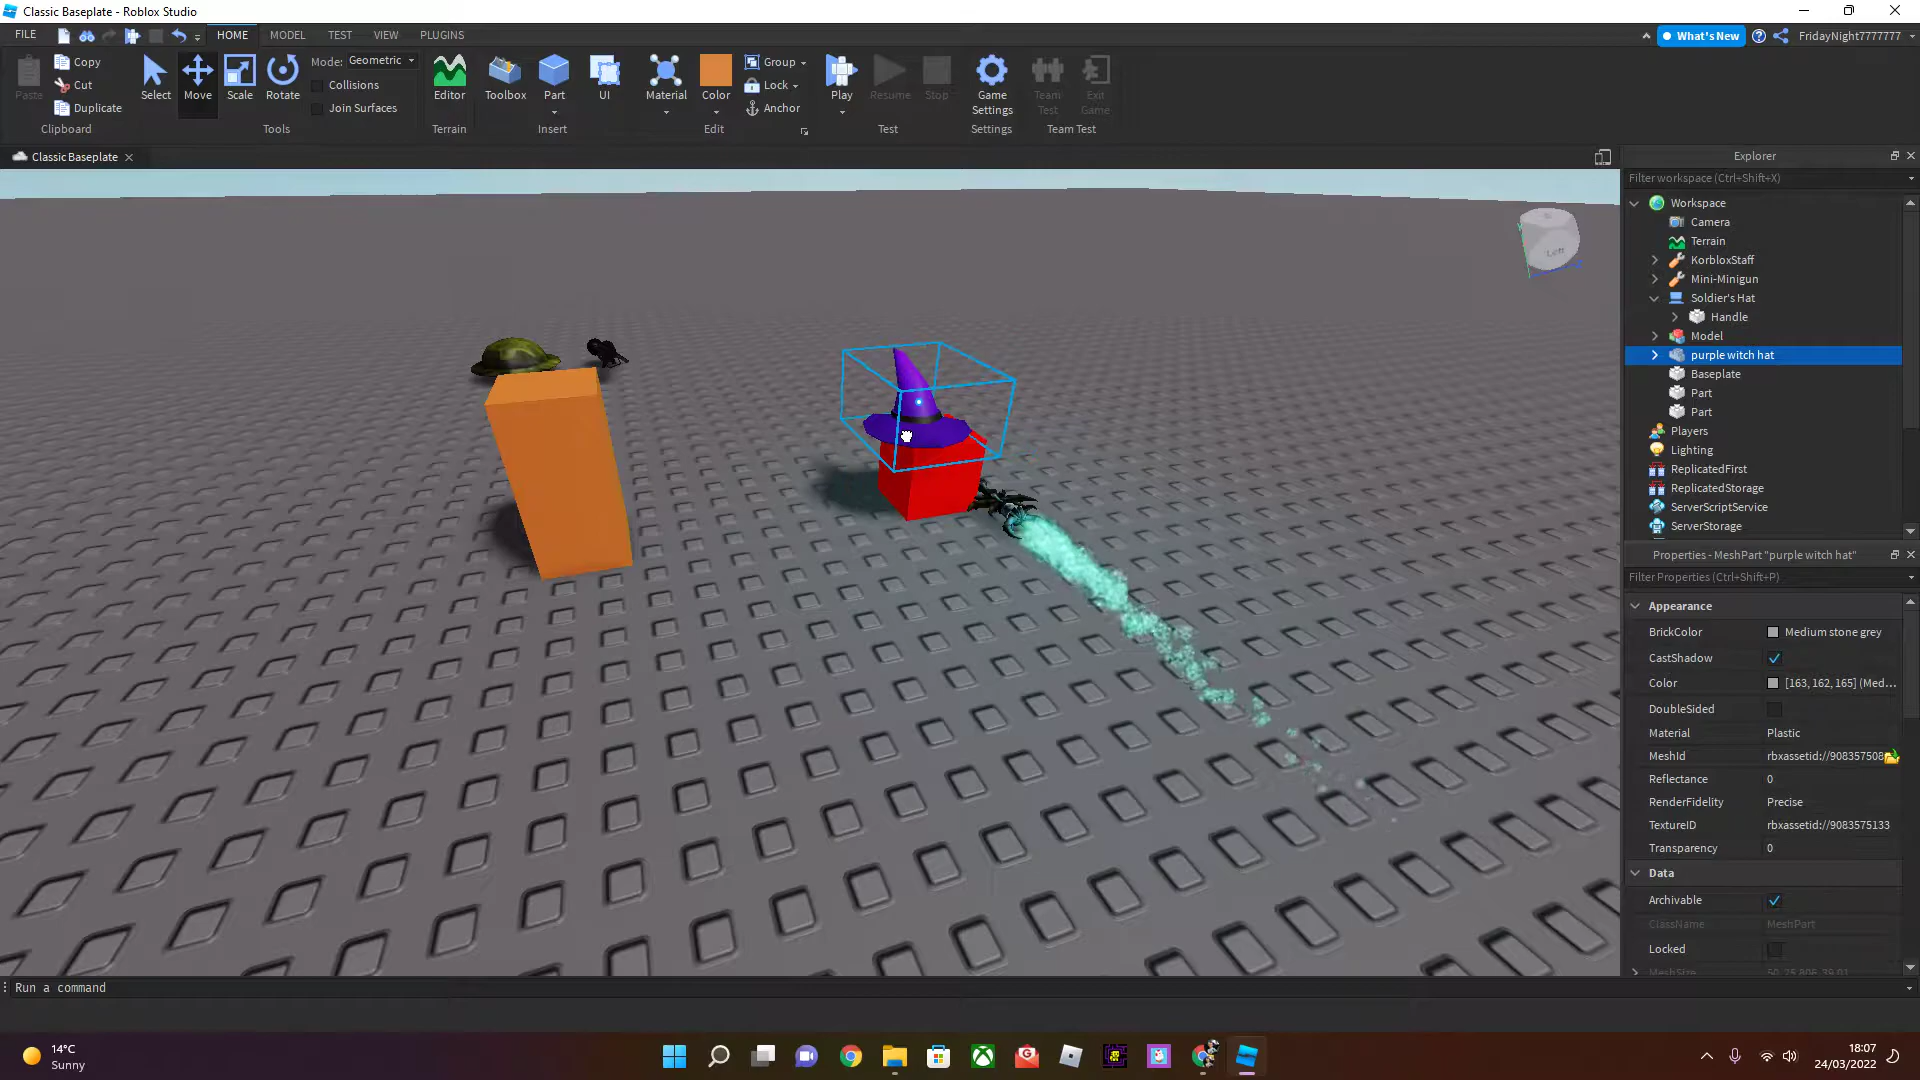 Classic Baseplate - Roblox Studio
FILE HOME MODEL TEST VIEW PLUGINS What's New FridayNight7777777
Paste Copy Cut Duplicate Clipboard
Select Move Scale Rotate Mode: Geometric Collisions Join Surfaces Tools
Editor Terrain
Toolbox Part UI Insert
Material Color Group Lock Anchor Edit
Play Resume Stop Test
Game Settings Settings
Team Test Exit Game Team Test
Classic Baseplate
Left
Explorer
Filter workspace (Ctrl+Shift+X)
Workspace
Camera
Terrain
KorbloxStaff
Mini-Minigun
Soldier's Hat
Handle
Model
purple witch hat
Baseplate
Part
Part
Players
Lighting
ReplicatedFirst
ReplicatedStorage
ServerScriptService
ServerStorage
Properties - MeshPart "purple witch hat"
Filter Properties (Ctrl+Shift+P)
Appearance
BrickColor Medium stone grey
CastShadow
Color [163, 162, 165] (Med...
DoubleSided
Material Plastic
MeshId rbxassetid://908357508
Reflectance 0
RenderFidelity Precise
TextureID rbxassetid://9083575133
Transparency 0
Data
Archivable
ClassName MeshPart
Locked
Run a command
14°C
Sunny
18:07
24/03/2022